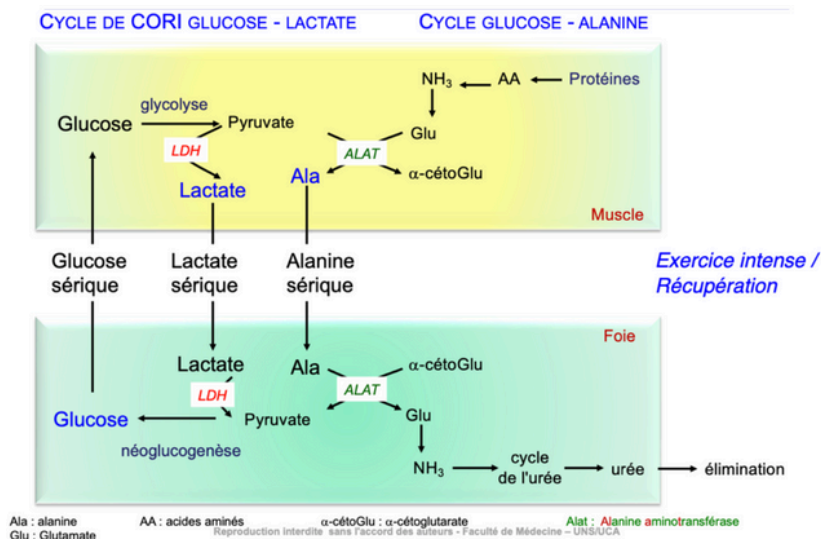 CYCLE DE CORI GLUCOSE - LACTATE
CYCLE GLUCOSE - ALANINE
NH3
AA
Protéines
glycolyse
Glucose
Pyruvate
Glu
LDH
ALAT
Lactate
Ala
α-cétoGlu
Muscle
Glucose
sérique
Lactate
sérique
Alanine
sérique
Exercice intense /
Récupération
Foie
Lactate
Ala
α-cétoGlu
LDH
ALAT
Glucose
Pyruvate
Glu
néoglucogenèse
NH3
cycle
de l'urée
urée
élimination
Ala : alanine
AA : acides aminés
α-cétoGlu : α-cétoglutarate
Alat : Alanine aminotransférase
Glu : Glutamate
Reproduction interdite sans l'accord des auteurs - Faculté de Médecine – UNS/UCA